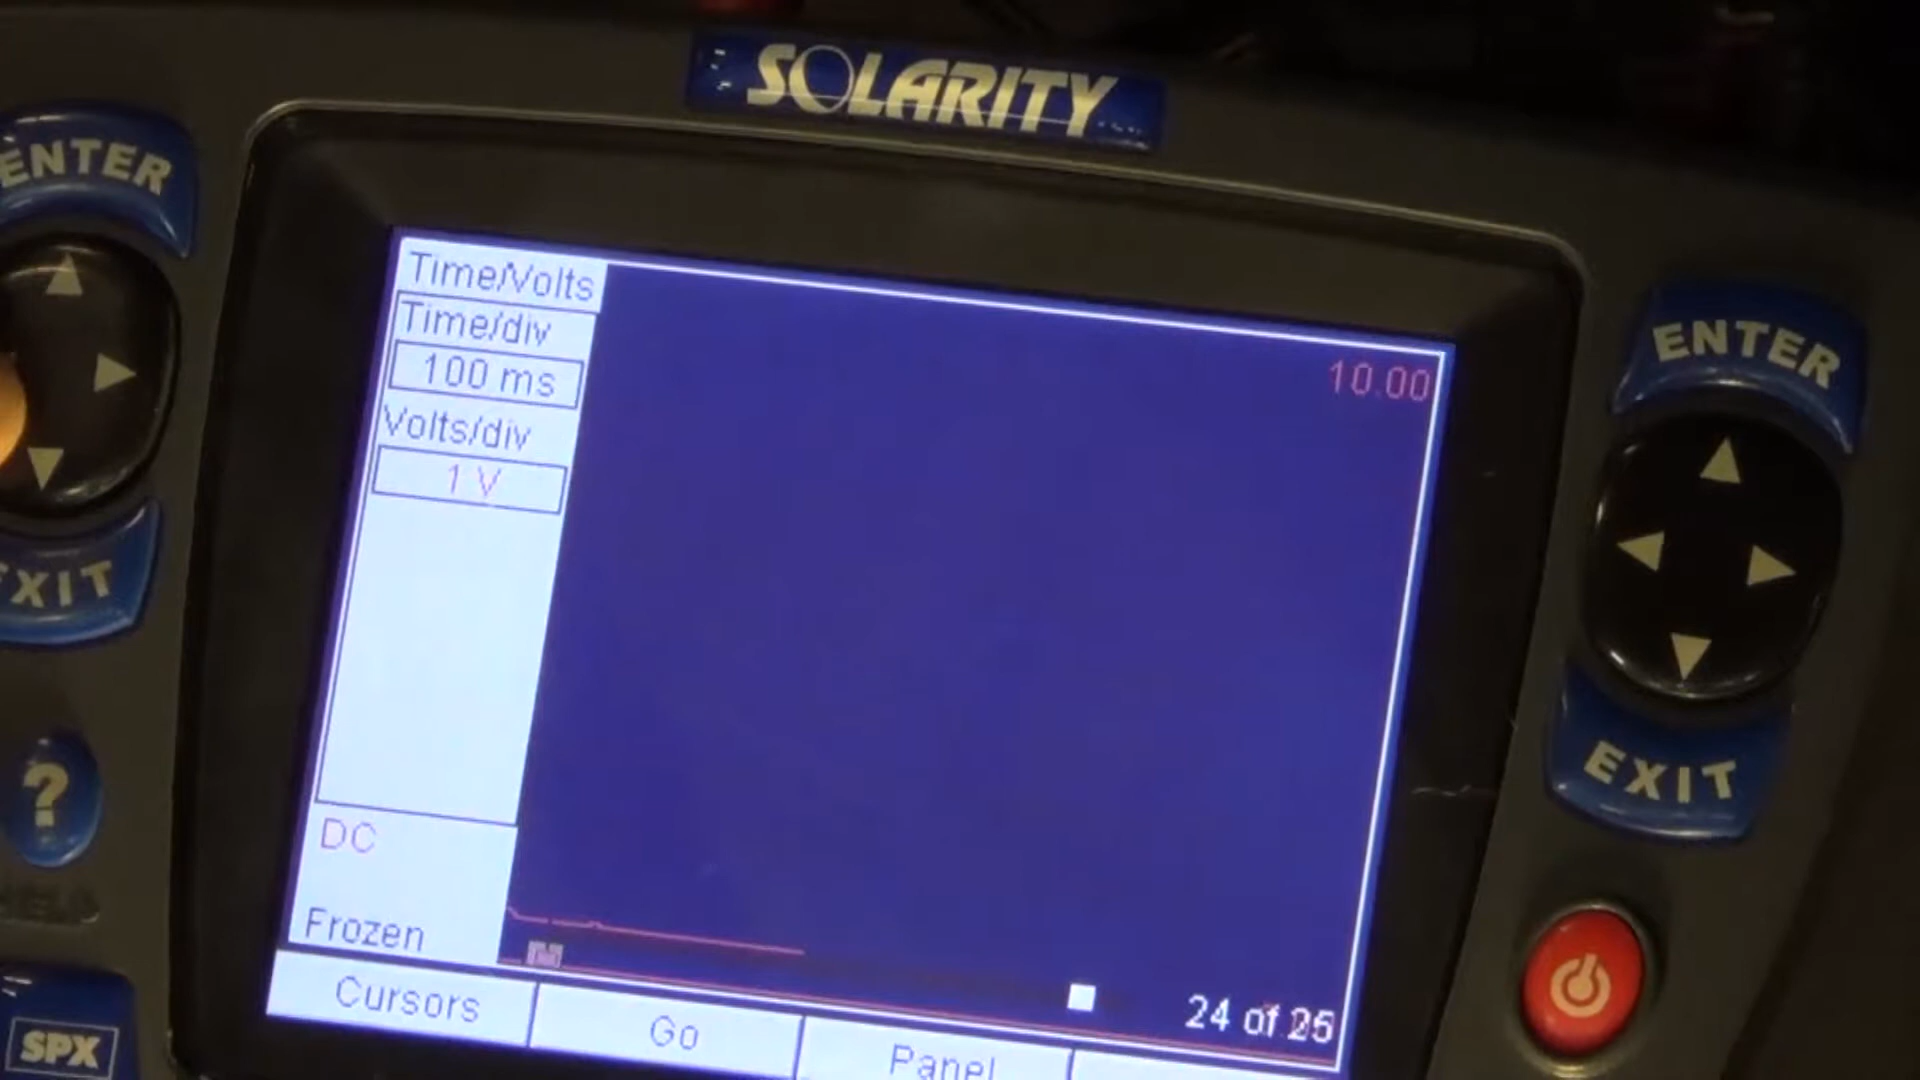 SOLARITY
ENTER
EXIT
?
HELP
SPX
Time/Volts
Time/div
100 ms
Volts/div
1 V
DC
Frozen
10.00
24 of 25
Cursors
Go
Panel
ENTER
EXIT